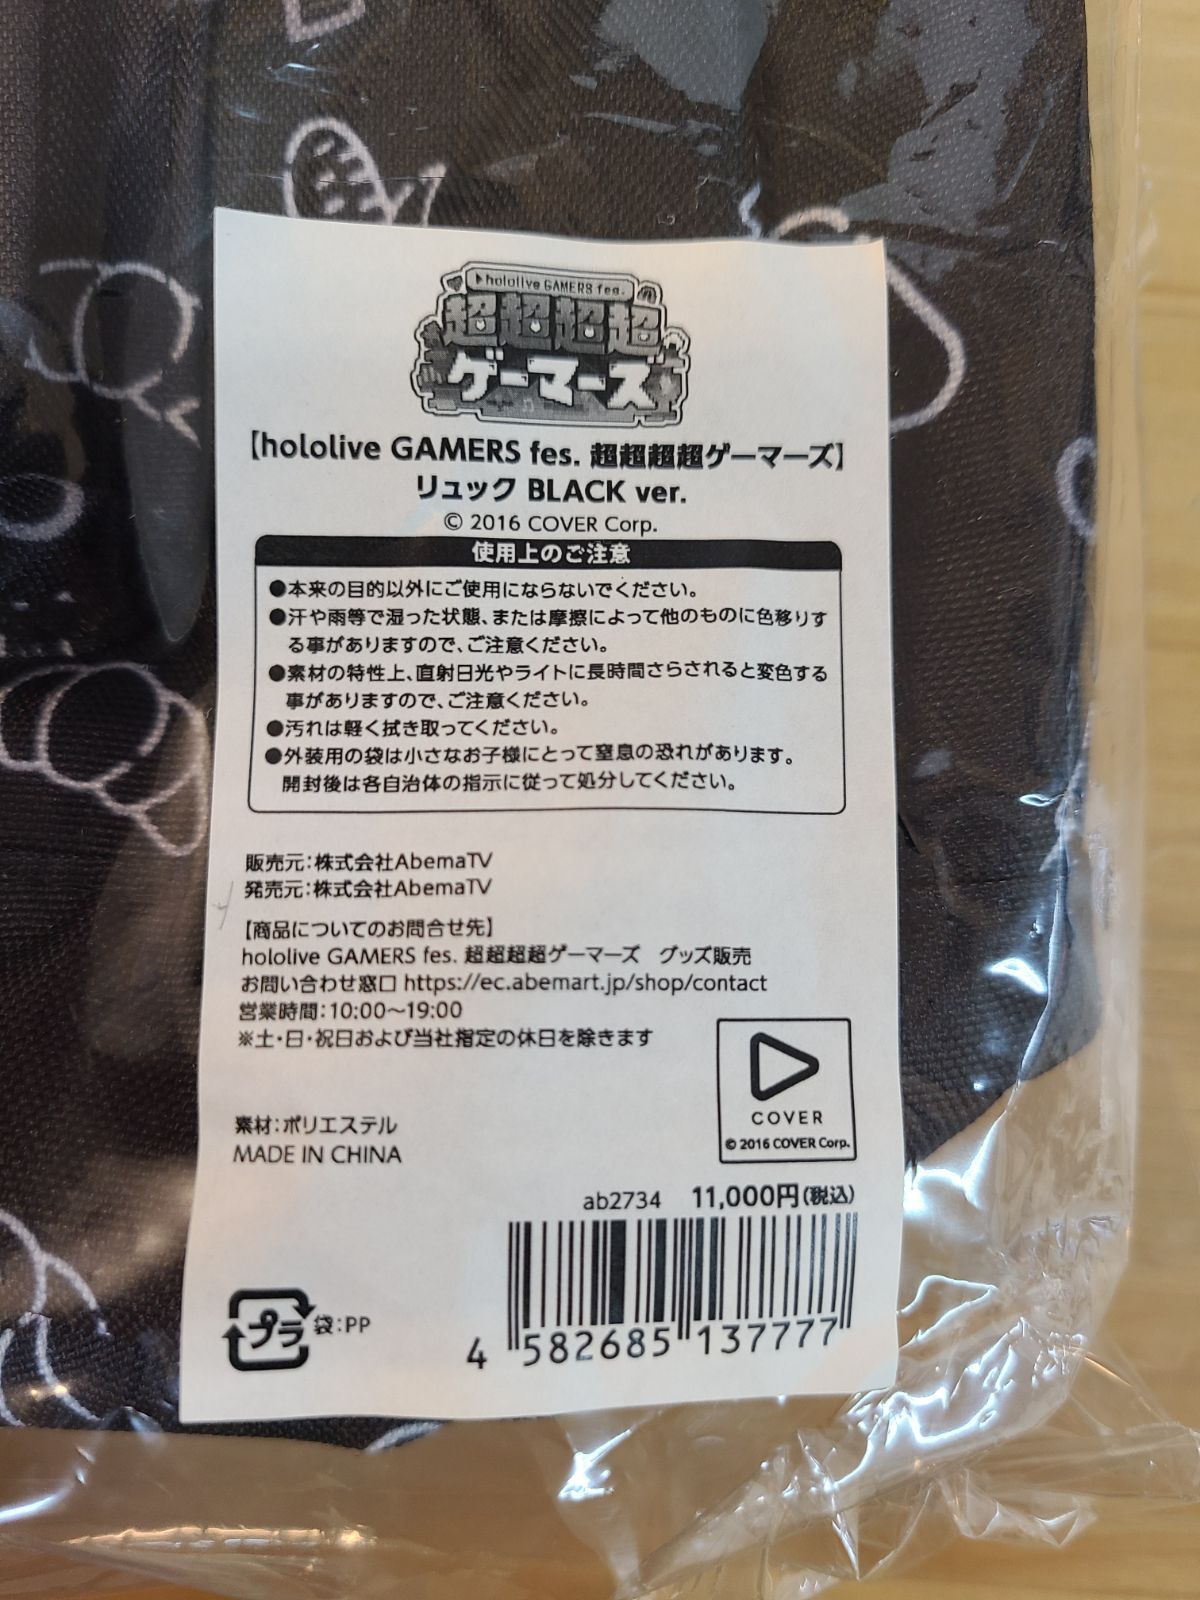 ▶hololive GAMERS fes.
超超超超
ゲーマーズ
【hololive GAMERS fes. 超超超超ゲーマーズ】
リュック BLACK ver.
© 2016 COVER Corp.
使用上のご注意
●本来の目的以外にご使用にならないでください。
●汗や雨等で湿った状態、または摩擦によって他のものに色移りす
る事がありますので、ご注意ください。
●素材の特性上、直射日光やライトに長時間さらされると変色する
事がありますので、ご注意ください。
●汚れは軽く拭き取ってください。
●外装用の袋は小さなお子様にとって窒息の恐れがあります。
開封後は各自治体の指示に従って処分してください。
販売元：株式会社AbemaTV
発売元：株式会社AbemaTV
【商品についてのお問合せ先】
hololive GAMERS fes. 超超超超ゲーマーズ　グッズ販売
お問い合わせ窓口 https://ec.abemart.jp/shop/contact
営業時間：10:00～19:00
※土・日・祝日および当社指定の休日を除きます
COVER
© 2016 COVER Corp.
素材：ポリエステル
MADE IN CHINA
ab2734 11,000円(税込)
プラ 袋：PP
4 582685 137777